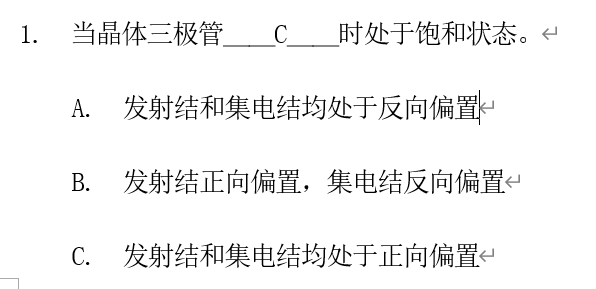 1. 当晶体三极管____C____时处于饱和状态。
A. 发射结和集电结均处于反向偏置
B. 发射结正向偏置，集电结反向偏置
C. 发射结和集电结均处于正向偏置